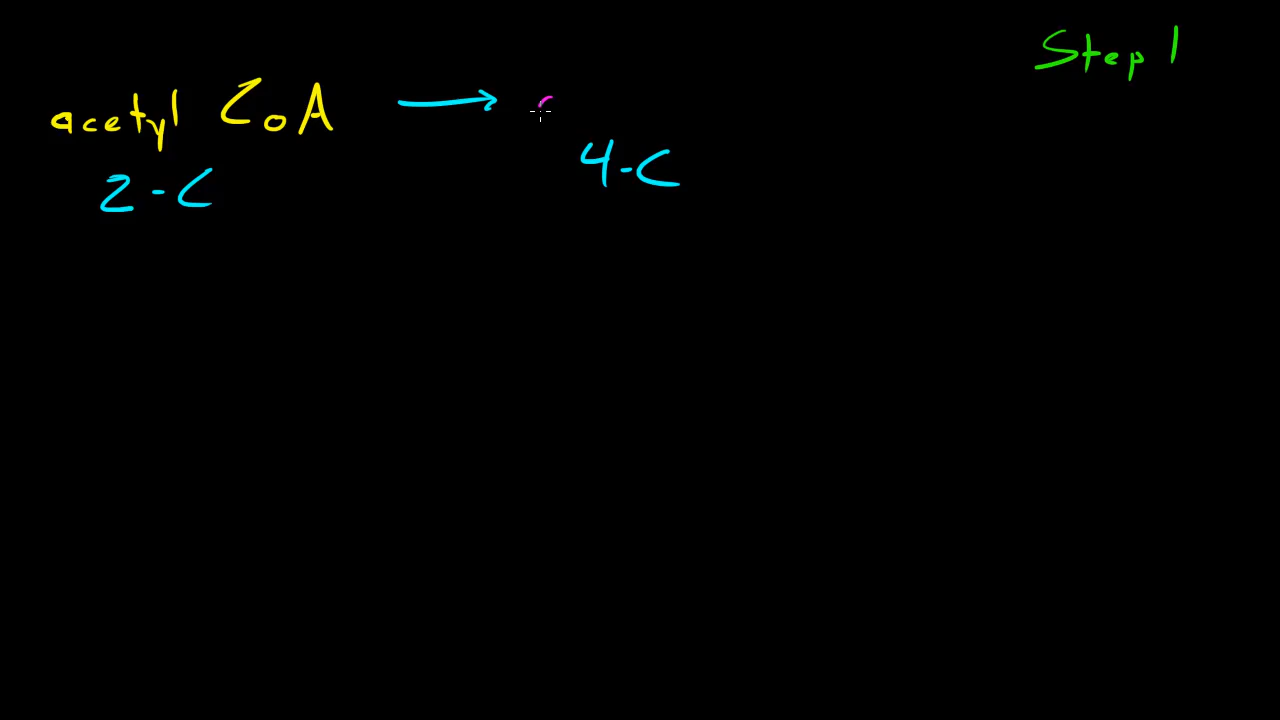 Step 1
acetyl CoA →
2-C
4-C